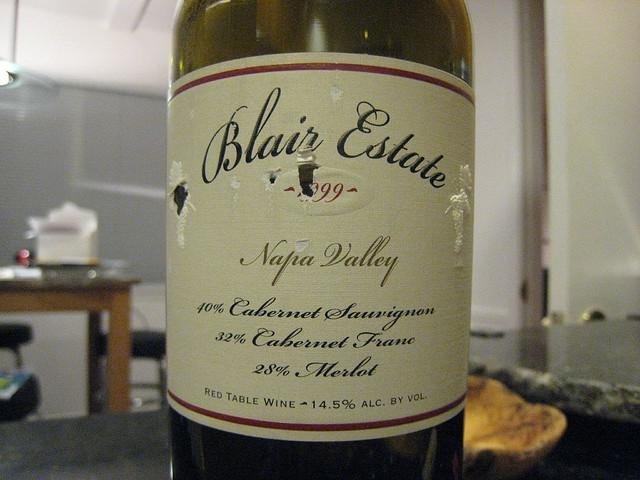 Blair Estate
999
Napa Valley
40% Cabernet Sauvignon
32% Cabernet Franc
28% Merlot
RED TABLE WINE ~ 14.5% ALC. BY VOL.